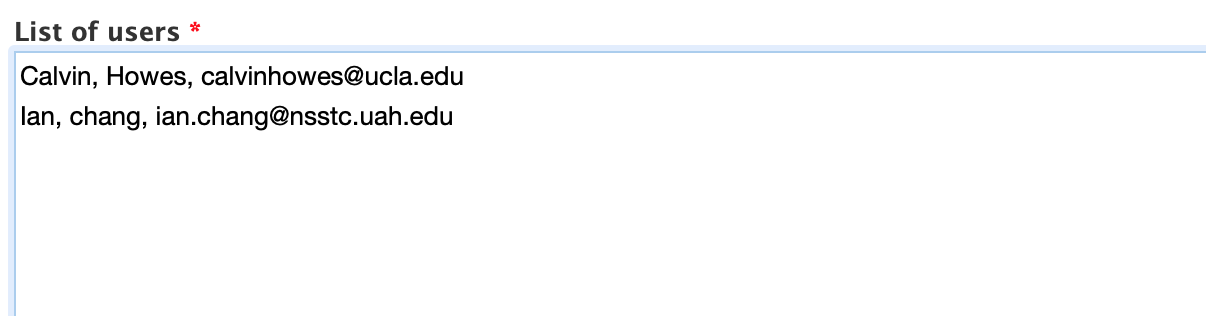 List of users *
Calvin, Howes, calvinhowes@ucla.edu
Ian, chang, ian.chang@nsstc.uah.edu